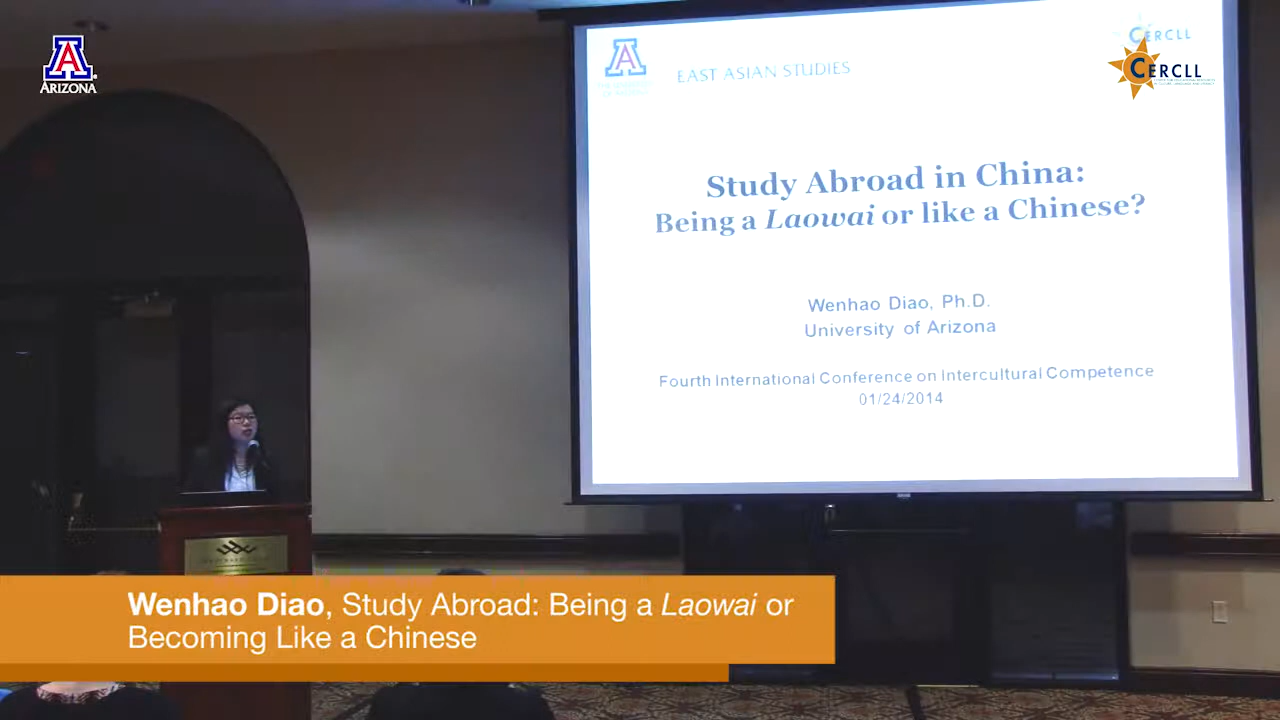 ARIZONA
EAST ASIAN STUDIES
CERCLL
CERCLL
Study Abroad in China:
Being a Laowai or like a Chinese?
Wenhao Diao, Ph.D.
University of Arizona
Fourth International Conference on Intercultural Competence
01/24/2014
Wenhao Diao, Study Abroad: Being a Laowai or
Becoming Like a Chinese